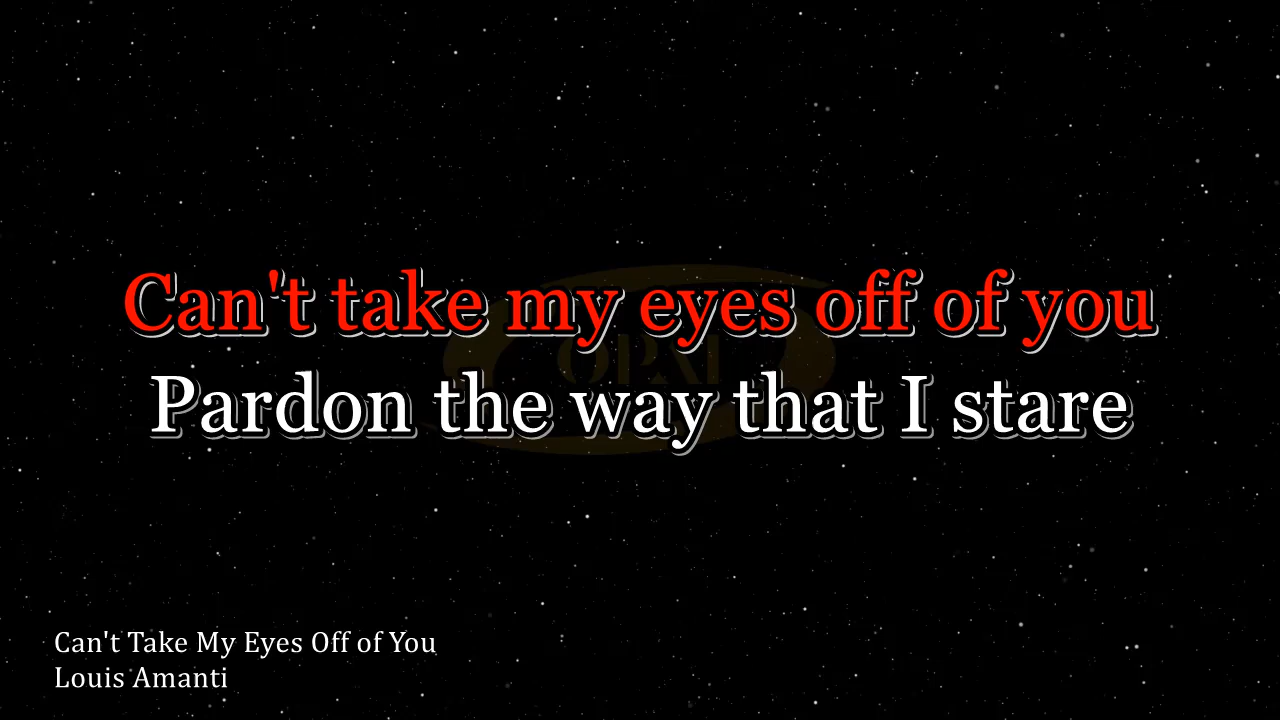 Can't take my eyes off of you
OPAL
Pardon the way that I stare
Can't Take My Eyes Off of You
Louis Amanti